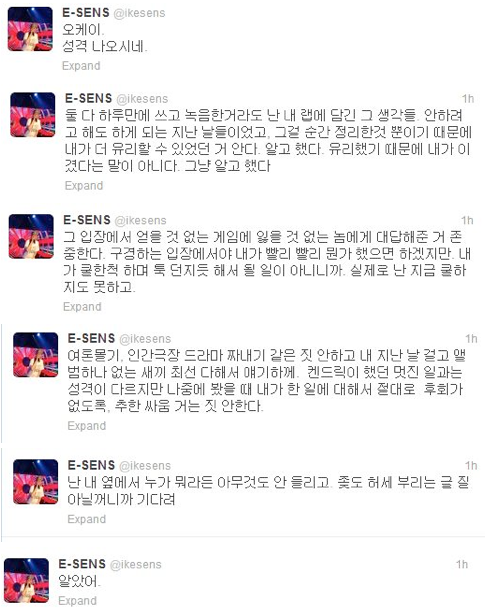 E-SENS @ikesens
오케이.
성격 나오시네.
Expand
E-SENS @ikesens 1h
둘 다 하루만에 쓰고 녹음한거라도 난 내 랩에 담긴 그 생각들. 안하려
고 해도 하게 되는 지난 날들이었고, 그걸 순간 정리한것 뿐이기 때문에
내가 더 유리할 수 있었던 거 안다. 알고 했다. 유리했기 때문에 내가 이
겼다는 말이 아니다. 그냥 알고 했다
Expand
E-SENS @ikesens 1h
그 입장에서 얻을 것 없는 게임에 잃을 것 없는 놈에게 대답해준 거 존
중한다. 구경하는 입장에서야 내가 빨리 빨리 뭔가 했으면 하겠지만. 내
가 쿨한척 하며 툭 던지듯 해서 될 일이 아니니까. 실제로 난 지금 쿨하
지도 못하고.
Expand
E-SENS @ikesens 1h
여론몰기, 인간극장 드라마 짜내기 같은 짓 안하고 내 지난 날 걸고 앨
범하나 없는 새끼 최선 다해서 얘기하께. 켄드릭이 했던 멋진 일과는
성격이 다르지만 나중에 봤을 때 내가 한 일에 대해서 절대로 후회가
없도록, 추한 싸움 거는 짓 안한다.
Expand
E-SENS @ikesens 1h
난 내 옆에서 누가 뭐라든 아무것도 안 들리고. 좆도 허세 부리는 글 질
아닐꺼니까 기다려
Expand
E-SENS @ikesens 1h
알았어.
Expand